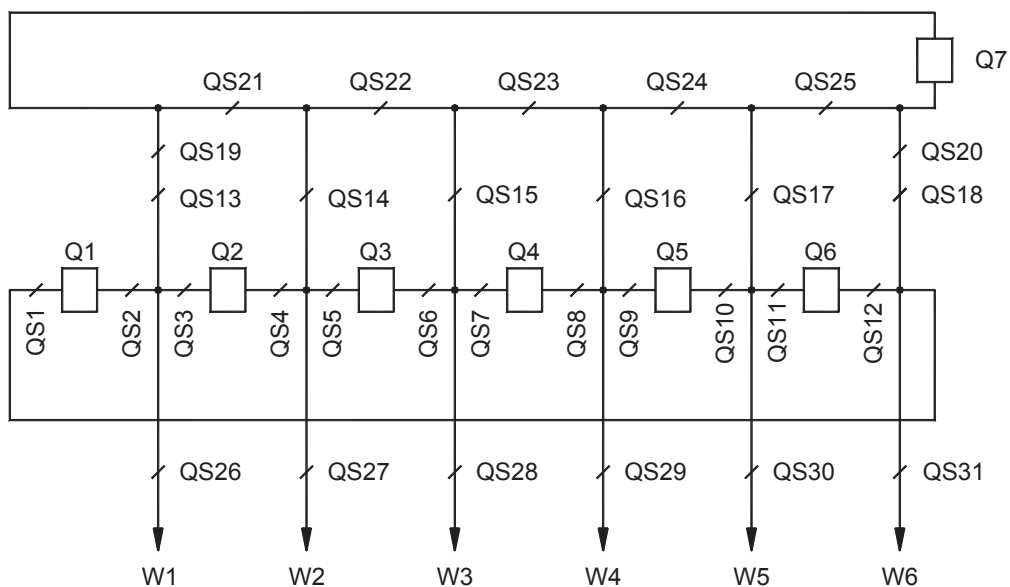 Q7
QS21 QS22 QS23 QS24 QS25
QS19 QS20
QS13 QS14 QS15 QS16 QS17 QS18
Q1 Q2 Q3 Q4 Q5 Q6
QS1 QS2 QS3 QS4 QS5 QS6 QS7 QS8 QS9 QS10 QS11 QS12
QS26 QS27 QS28 QS29 QS30 QS31
W1 W2 W3 W4 W5 W6